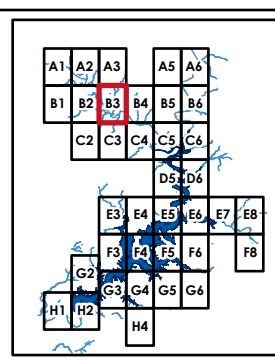 A1 A2 A3 A5 A6
B1 B2 B3 B4 B5 B6
C2 C3 C4 C5 C6
D5 D6
E3 E4 E5 E6 E7 E8
F3 F4 F5 F6 F8
G2 G3 G4 G5 G6
H1 H2
H4